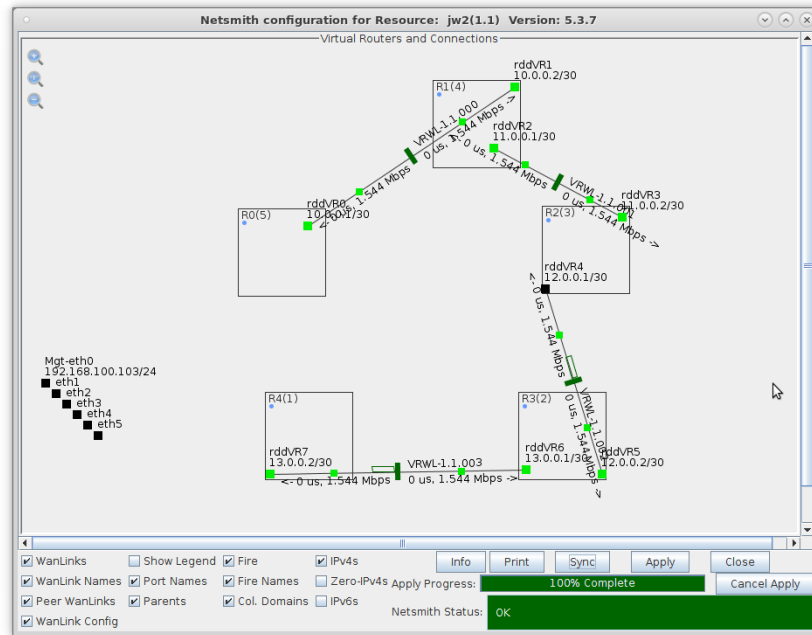 Netsmith configuration for Resource: jw2(1.1) Version: 5.3.7
Virtual Routers and Connections
R1(4)
rddVR1
10.0.0.2/30
VRWL-1.1.000
0 us, 1.544 Mbps ->
<- 0 us, 1.544 Mbps
rddVR2
11.0.0.1/30
<- 0 us, 1.544 Mbps
VRWL-1.1.001
0 us, 1.544 Mbps ->
rddVR3
11.0.0.2/30
rddVR0
10.0.0.1/30
R0(5)
R2(3)
rddVR4
12.0.0.1/30
<- 0 us, 1.544 Mbps
0 us, 1.544 Mbps ->
Mgt-eth0
192.168.100.103/24
eth1
eth2
eth3
eth4
eth5
R4(1)
rddVR7
13.0.0.2/30
<- 0 us, 1.544 Mbps
VRWL-1.1.003
0 us, 1.544 Mbps ->
R3(2)
rddVR6
13.0.0.1/30
rddVR5
12.0.0.2/30
WanLinks Show Legend Fire IPv4s Info Print Sync Apply Close
WanLink Names Port Names Fire Names Zero-IPv4s Apply Progress: 100% Complete Cancel Apply
Peer WanLinks Parents Col. Domains IPv6s
WanLink Config Netsmith Status: OK